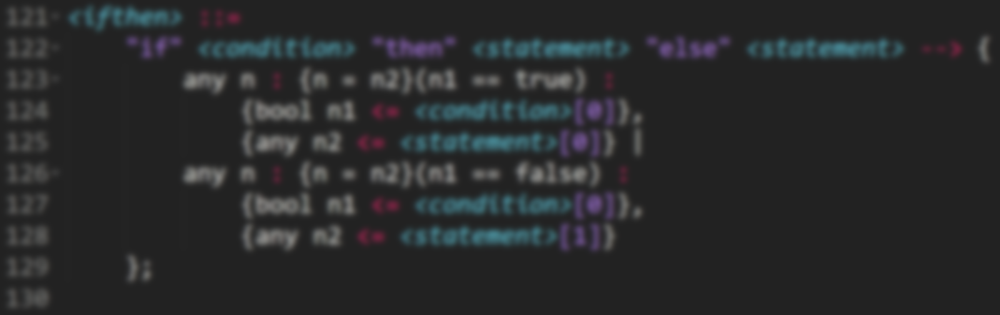 121 <ifthen> ::=
122 "if" <condition> "then" <statement> "else" <statement> --> {
123 any n : {n = n2}(n1 == true) :
124 {bool n1 <= <condition>[0]},
125 {any n2 <= <statement>[0]} |
126 any n : {n = n2}(n1 == false) :
127 {bool n1 <= <condition>[0]},
128 {any n2 <= <statement>[1]}
129 };
130